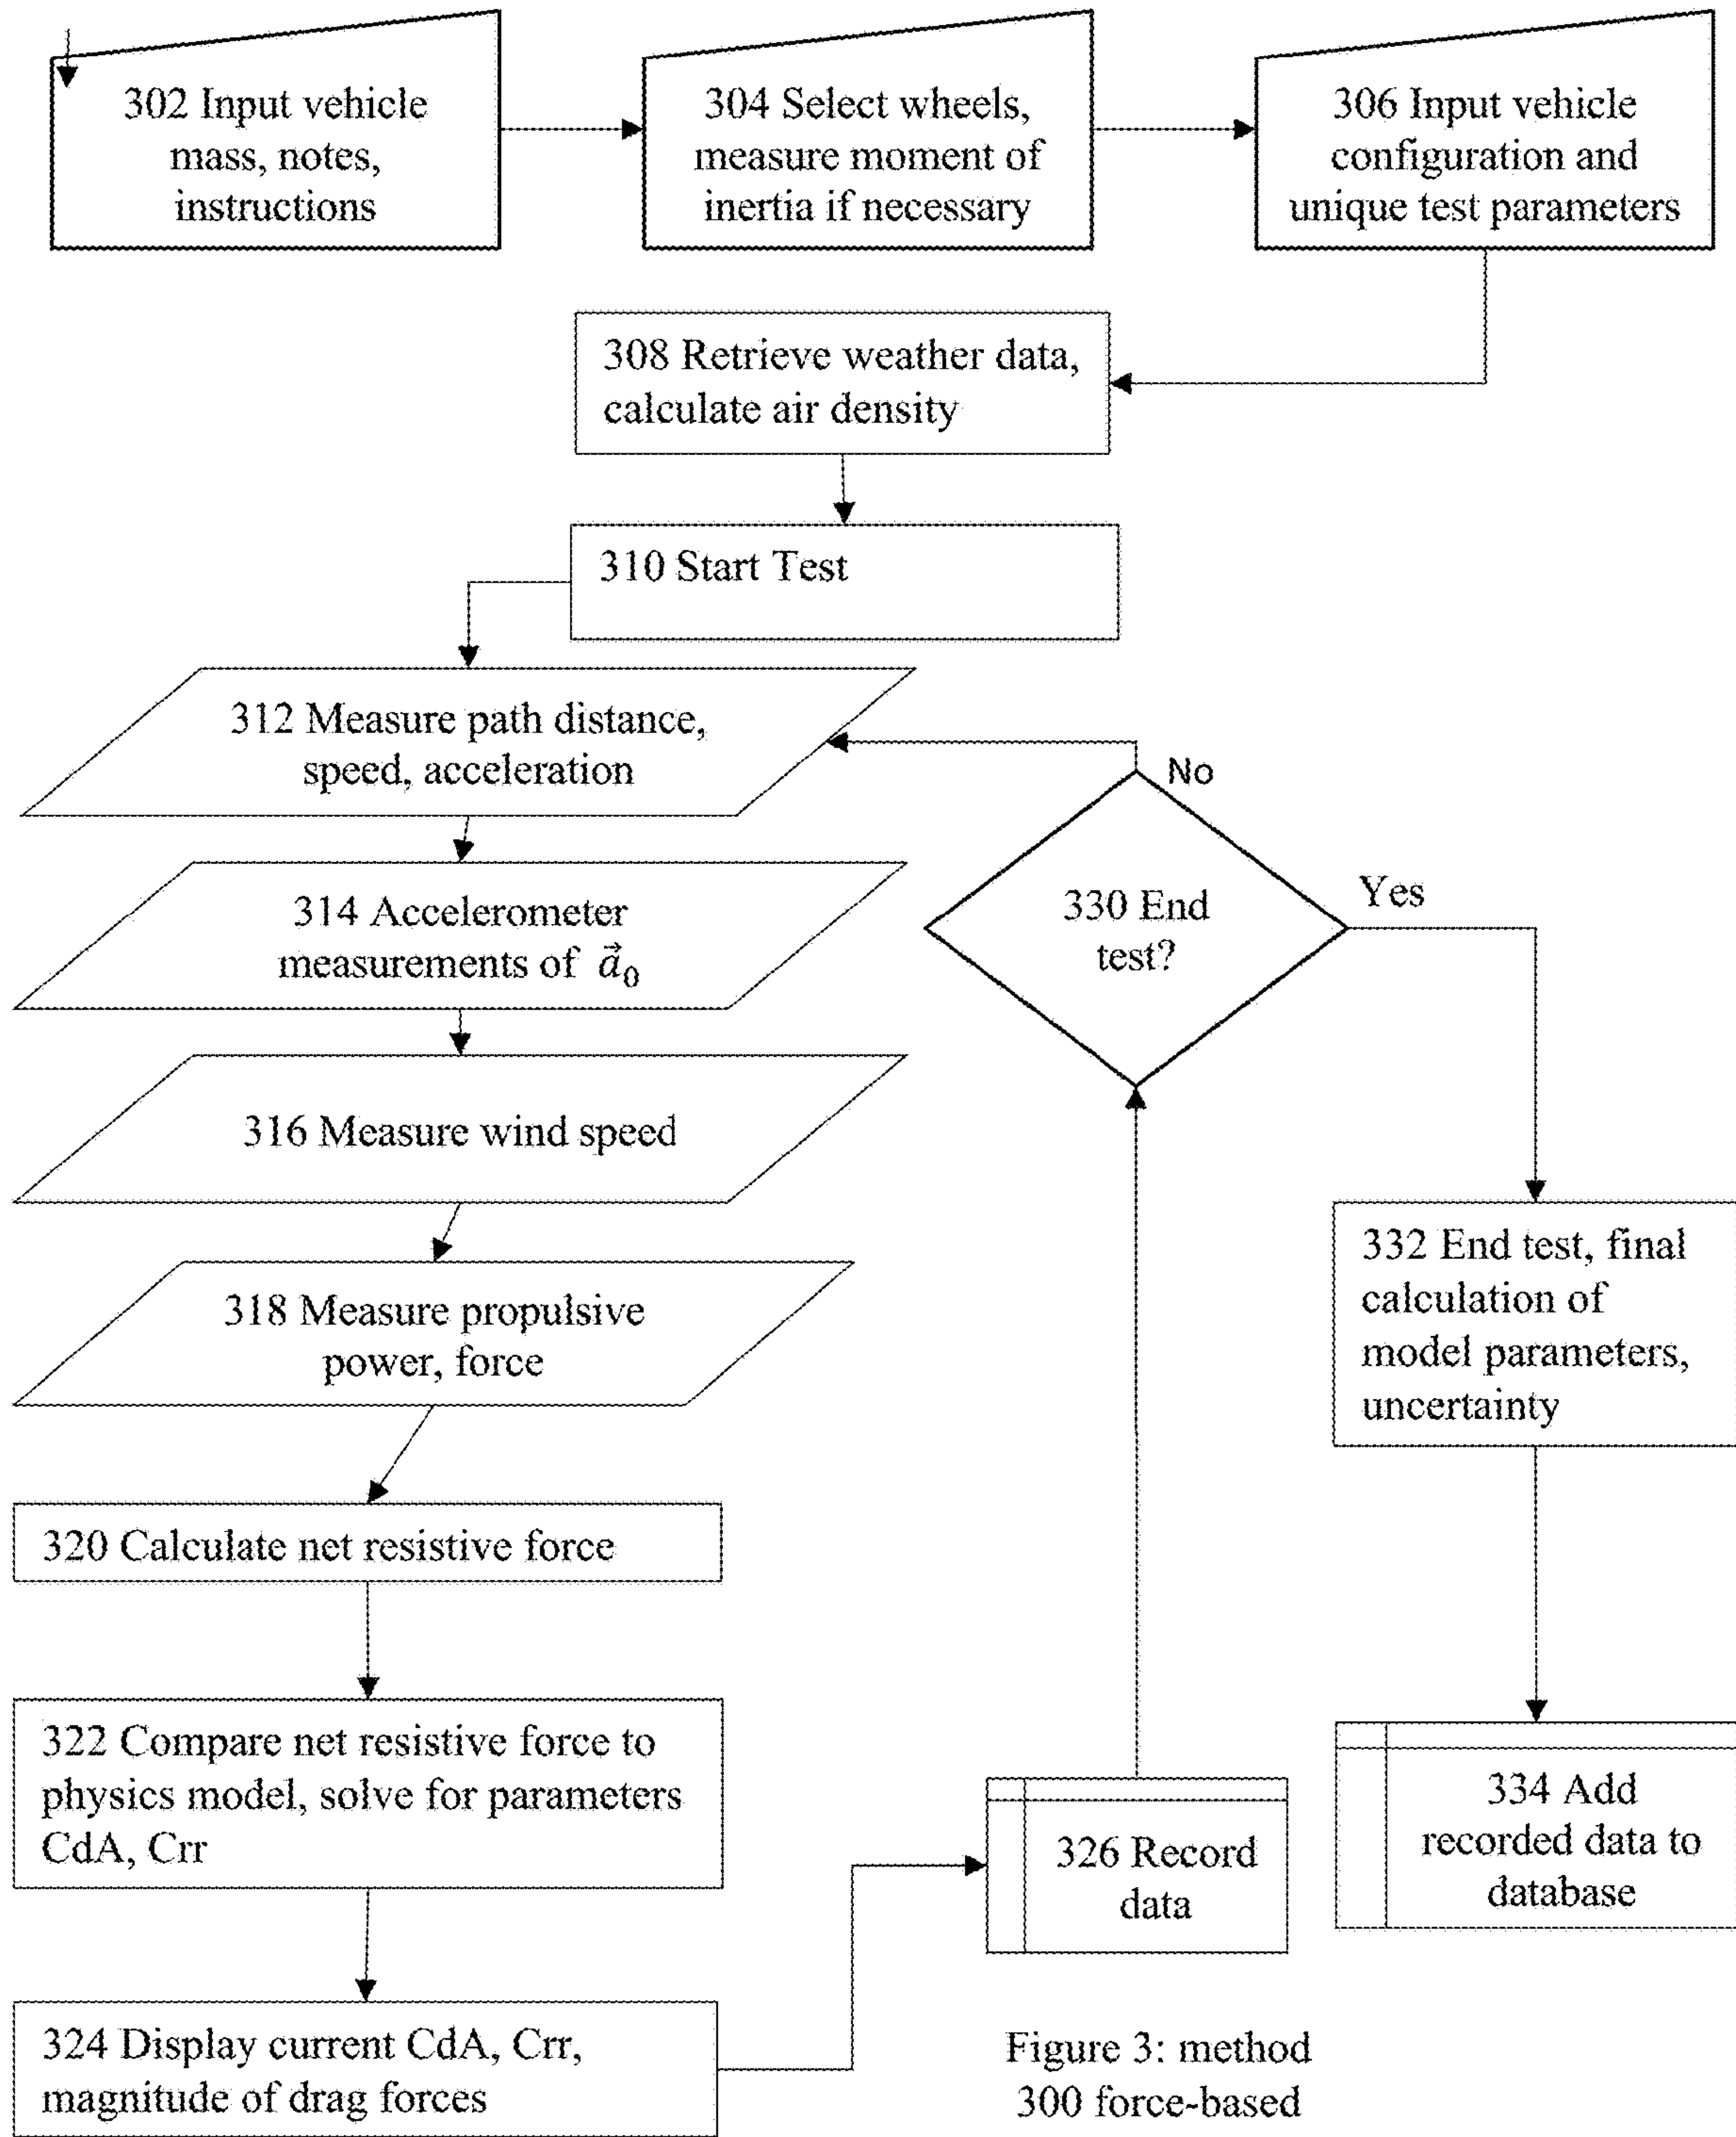 302 Input vehicle
mass, notes,
instructions
304 Select wheels,
measure moment of
inertia if necessary
306 Input vehicle
configuration and
unique test parameters
308 Retrieve weather data,
calculate air density
310 Start Test
312 Measure path distance,
speed, acceleration
No
314 Accelerometer
measurements of a⃗₀
330 End
test?
Yes
316 Measure wind speed
318 Measure propulsive
power, force
332 End test, final
calculation of
model parameters,
uncertainty
320 Calculate net resistive force
322 Compare net resistive force to
physics model, solve for parameters
CdA, Crr
326 Record
data
334 Add
recorded data to
database
324 Display current CdA, Crr,
magnitude of drag forces
Figure 3: method
300 force-based